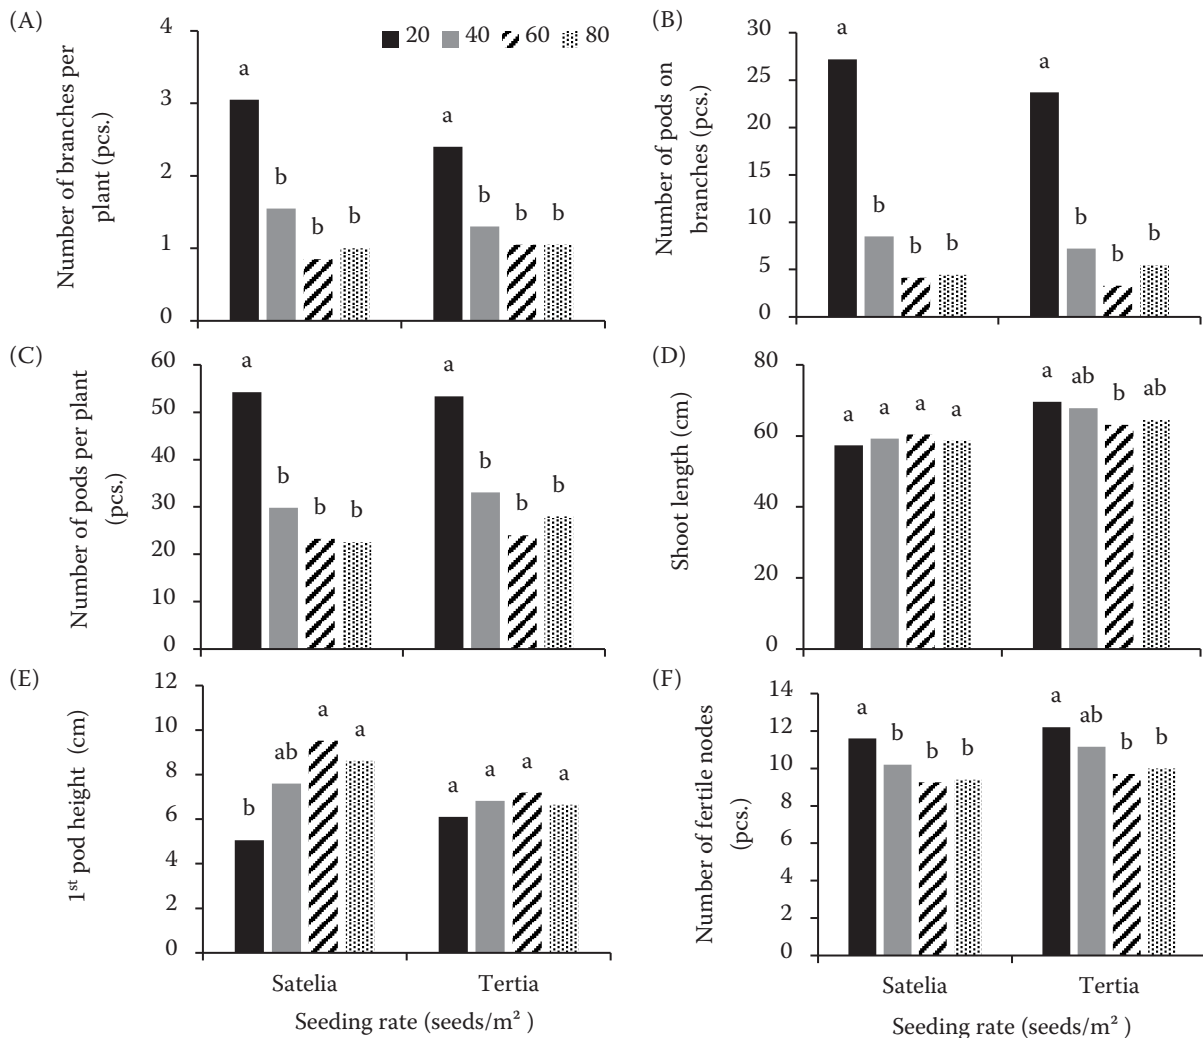 (A)
Number of branches per
plant (pcs.)
4
3
2
1
0
20 40 60 80
a
b
b
b
a
b
b
b
(B)
Number of pods on
branches (pcs.)
30
25
20
15
10
5
0
a
b
b
b
a
b
b
b
(C)
Number of pods per plant
(pcs.)
60
50
40
30
20
10
0
a
b
b
b
a
b
b
b
(D)
Shoot length (cm)
80
60
40
20
0
a
a
a
a
a
ab
b
ab
(E)
1st pod height (cm)
12
10
8
6
4
2
0
b
ab
a
a
a
a
a
a
Satelia Tertia
Seeding rate (seeds/m²)
(F)
Number of fertile nodes
(pcs.)
14
12
10
8
6
4
2
0
a
b
b
b
a
ab
b
b
Satelia Tertia
Seeding rate (seeds/m²)